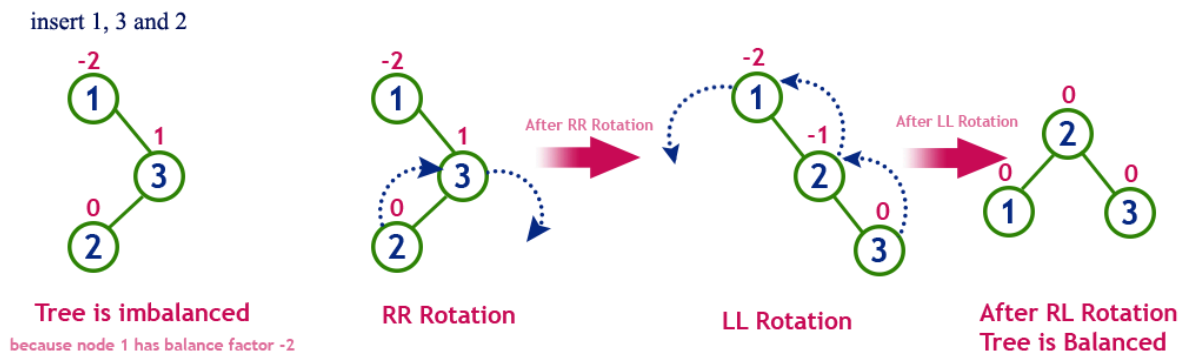 insert 1, 3 and 2
-2
1
1
3
0
2
Tree is imbalanced
because node 1 has balance factor -2
-2
1
1
3
0
2
RR Rotation
After RR Rotation
-2
1
-1
2
0
3
LL Rotation
After LL Rotation
0
2
0
1
0
3
After RL Rotation
Tree is Balanced